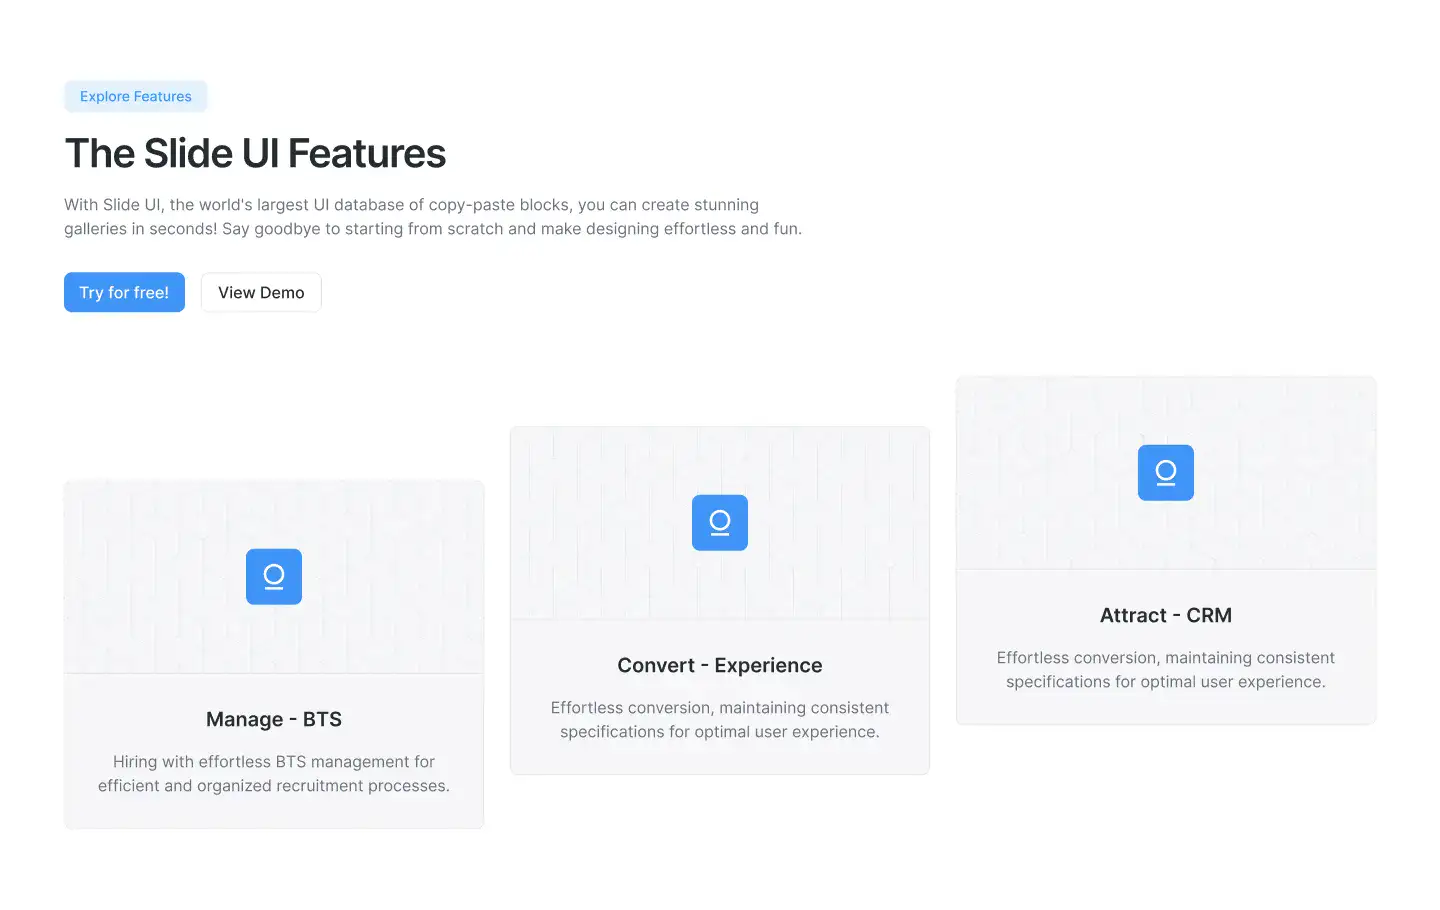 Explore Features
The Slide UI Features
With Slide UI, the world's largest UI database of copy-paste blocks, you can create stunning
galleries in seconds! Say goodbye to starting from scratch and make designing effortless and fun.
Try for free!
View Demo
Manage - BTS
Hiring with effortless BTS management for
efficient and organized recruitment processes.
Convert - Experience
Effortless conversion, maintaining consistent
specifications for optimal user experience.
Attract - CRM
Effortless conversion, maintaining consistent
specifications for optimal user experience.